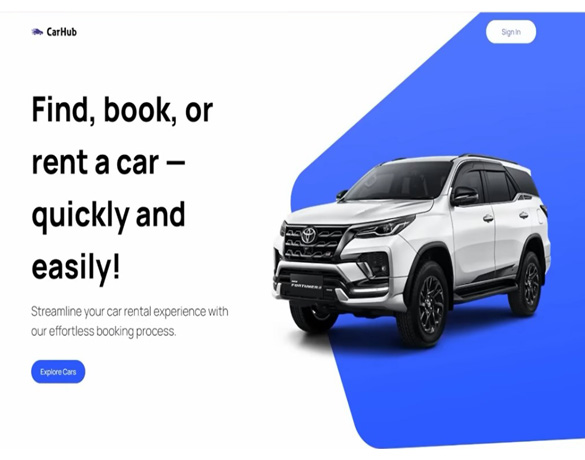 CarHub
Sign in
Find, book, or
rent a car —
quickly and
easily!
Streamline your car rental experience with
our effortless booking process.
Explore Cars
FORTUNER